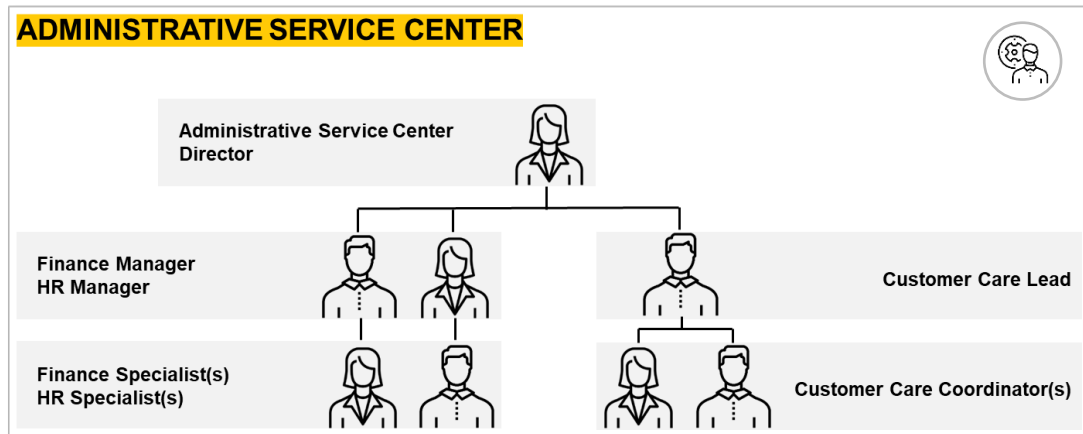 ADMINISTRATIVE SERVICE CENTER
Administrative Service Center
Director
Finance Manager
HR Manager
Customer Care Lead
Finance Specialist(s)
HR Specialist(s)
Customer Care Coordinator(s)